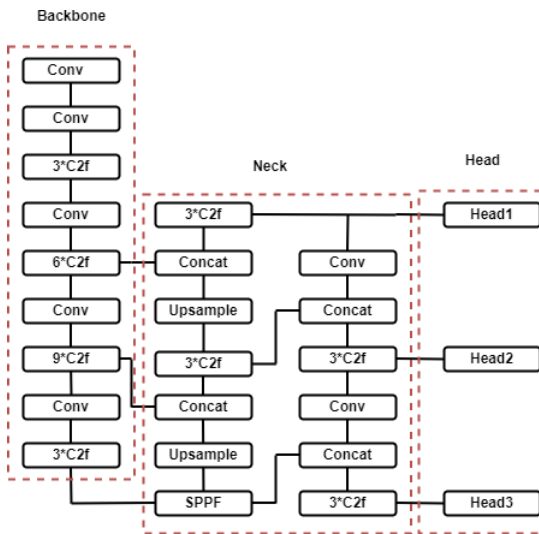 Backbone
Conv
Conv
3*C2f
Conv
6*C2f
Conv
9*C2f
Conv
3*C2f
Neck
3*C2f
Concat
Upsample
3*C2f
Concat
Upsample
SPPF
Conv
Concat
3*C2f
Conv
Concat
3*C2f
Head
Head1
Head2
Head3